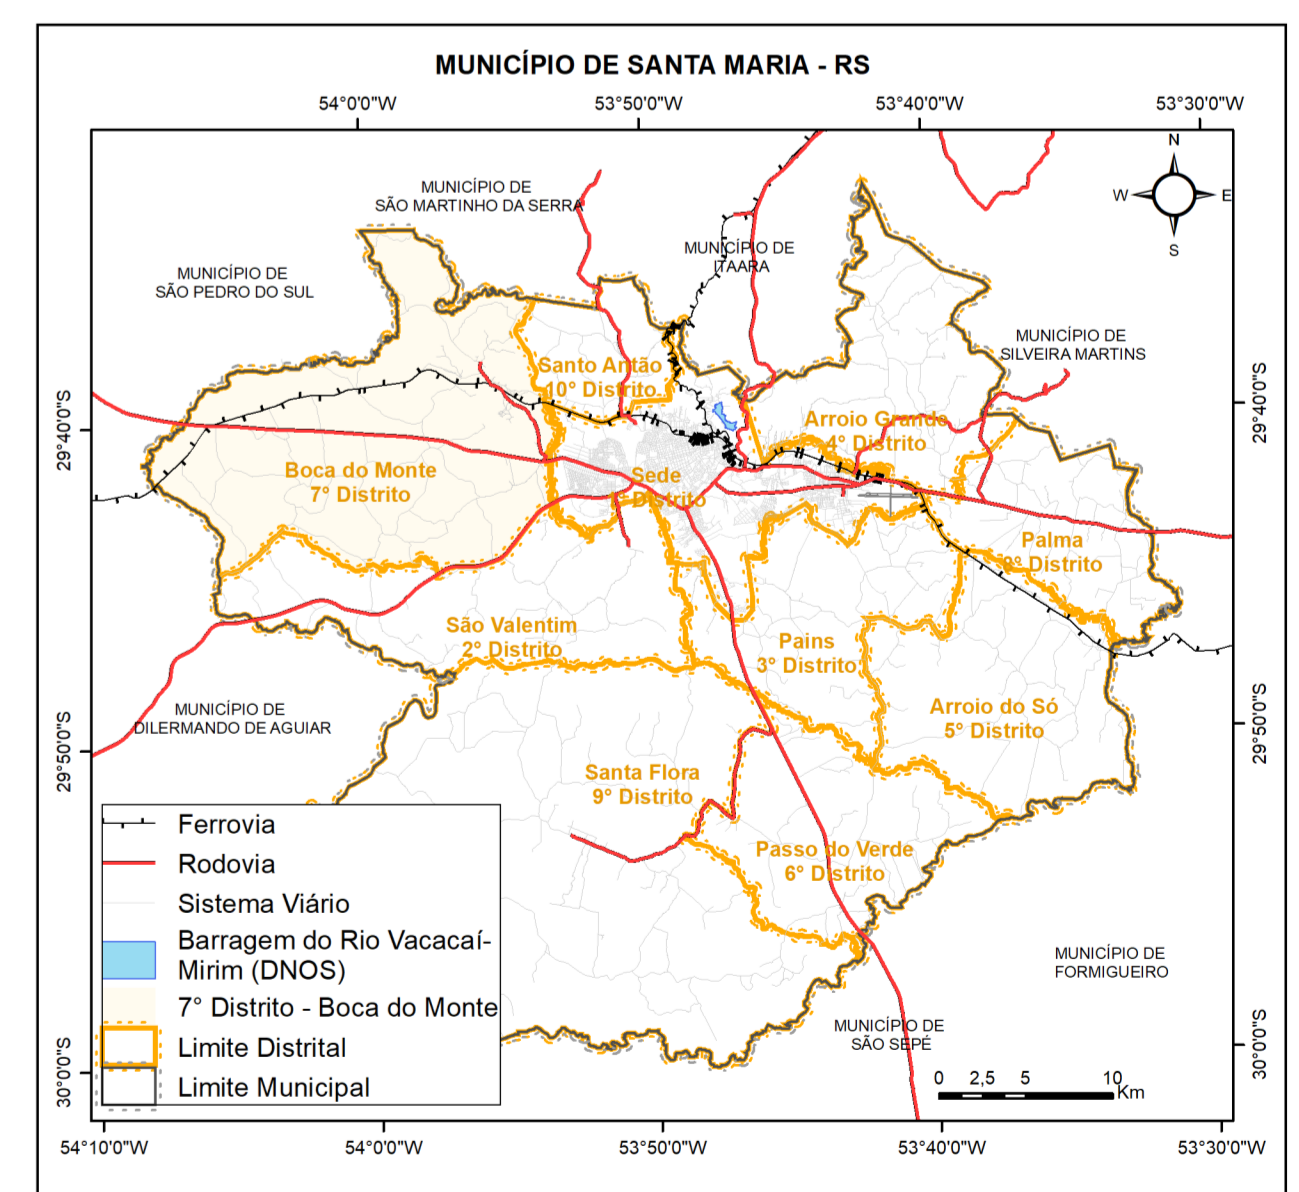 MUNICÍPIO DE SANTA MARIA - RS
54°0'0"W
53°50'0"W
53°40'0"W
53°30'0"W
N
W
E
S
MUNICÍPIO DE
SÃO MARTINHO DA SERRA
MUNICÍPIO DE
ITAARA
MUNICÍPIO DE
SÃO PEDRO DO SUL
MUNICÍPIO DE
SILVEIRA MARTINS
Santo Antão
10° Distrito
29°40'0"S
29°40'0"S
Arroio Grande
4° Distrito
Boca do Monte
7° Distrito
Sede
Distrito
Palma
Distrito
São Valentim
2° Distrito
Pains
3° Distrito
MUNICÍPIO DE
DILERMANDO DE AGUIAR
Arroio do Só
5° Distrito
29°50'0"S
29°50'0"S
Santa Flora
9° Distrito
Passo do Verde
6° Distrito
MUNICÍPIO DE
FORMIGUEIRO
MUNICÍPIO DE
SÃO SEPÉ
Ferrovia
Rodovia
Sistema Viário
Barragem do Rio Vacacaí-
Mirim (DNOS)
7° Distrito - Boca do Monte
Limite Distrital
Limite Municipal
30°0'0"S
30°0'0"S
0 2,5 5 10
Km
54°10'0"W
54°0'0"W
53°50'0"W
53°40'0"W
53°30'0"W